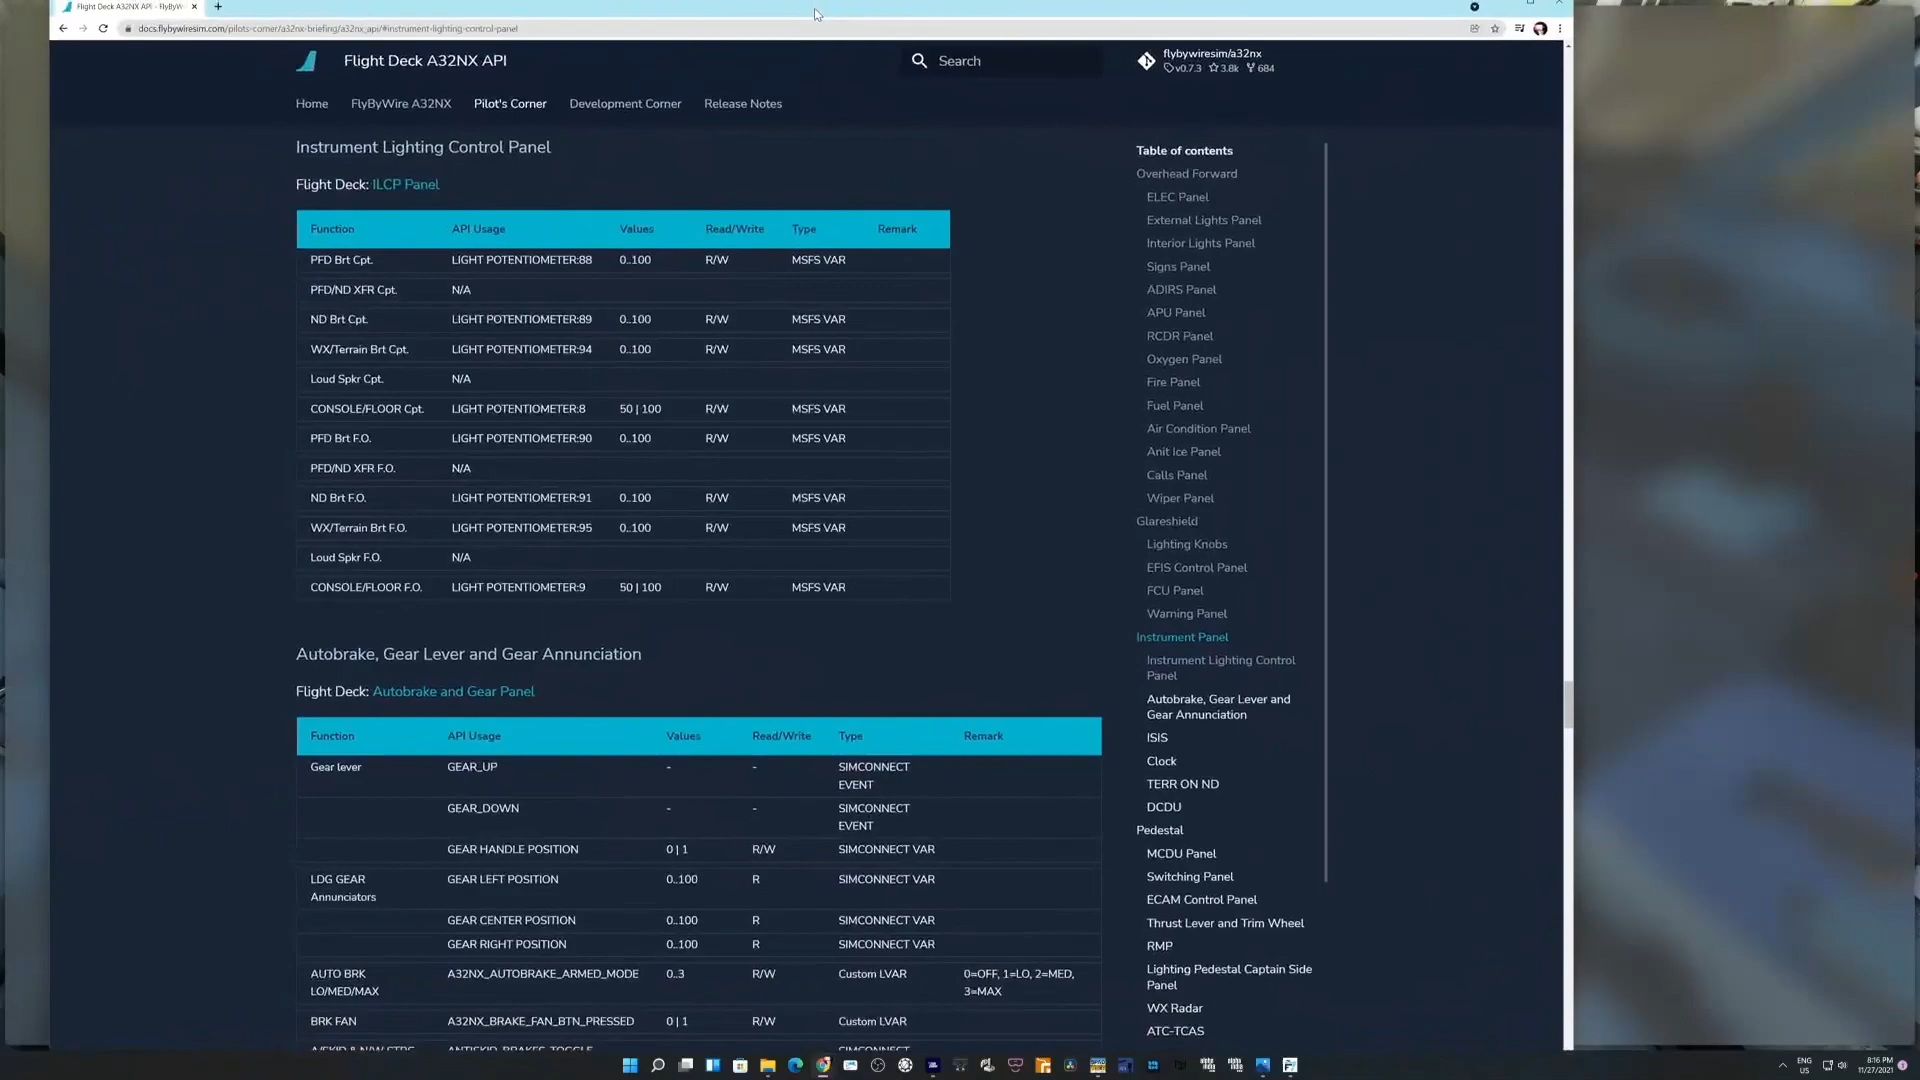 Flight Deck A32NX API - FlyByW
docs.flybywiresim.com/pilots-corner/a32nx-briefing/a32nx_api/#instrument-lighting-control-panel
Flight Deck A32NX API
Search
flybywiresim/a32nx
v0.7.3 3.8k 684
Home FlyByWire A32NX Pilot's Corner Development Corner Release Notes
Instrument Lighting Control Panel
Flight Deck: ILCP Panel
Function API Usage Values Read/Write Type Remark
PFD Brt Cpt. LIGHT POTENTIOMETER:88 0..100 R/W MSFS VAR
PFD/ND XFR Cpt. N/A
ND Brt Cpt. LIGHT POTENTIOMETER:89 0..100 R/W MSFS VAR
WX/Terrain Brt Cpt. LIGHT POTENTIOMETER:94 0..100 R/W MSFS VAR
Loud Spkr Cpt. N/A
CONSOLE/FLOOR Cpt. LIGHT POTENTIOMETER:8 50 | 100 R/W MSFS VAR
PFD Brt F.O. LIGHT POTENTIOMETER:90 0..100 R/W MSFS VAR
PFD/ND XFR F.O. N/A
ND Brt F.O. LIGHT POTENTIOMETER:91 0..100 R/W MSFS VAR
WX/Terrain Brt F.O. LIGHT POTENTIOMETER:95 0..100 R/W MSFS VAR
Loud Spkr F.O. N/A
CONSOLE/FLOOR F.O. LIGHT POTENTIOMETER:9 50 | 100 R/W MSFS VAR
Autobrake, Gear Lever and Gear Annunciation
Flight Deck: Autobrake and Gear Panel
Function API Usage Values Read/Write Type Remark
Gear lever GEAR_UP - - SIMCONNECT
EVENT
GEAR_DOWN - - SIMCONNECT
EVENT
GEAR HANDLE POSITION 0 | 1 R/W SIMCONNECT VAR
LDG GEAR GEAR LEFT POSITION 0..100 R SIMCONNECT VAR
Annunciators
GEAR CENTER POSITION 0..100 R SIMCONNECT VAR
GEAR RIGHT POSITION 0..100 R SIMCONNECT VAR
AUTO BRK A32NX_AUTOBRAKE_ARMED_MODE 0..3 R/W Custom LVAR 0=OFF, 1=LO, 2=MED,
LO/MED/MAX 3=MAX
BRK FAN A32NX_BRAKE_FAN_BTN_PRESSED 0 | 1 R/W Custom LVAR
A/SKID & N/W STRG ANTISKID_BRAKES_TOGGLE SIMCONNECT
Table of contents
Overhead Forward
ELEC Panel
External Lights Panel
Interior Lights Panel
Signs Panel
ADIRS Panel
APU Panel
RCDR Panel
Oxygen Panel
Fire Panel
Fuel Panel
Air Condition Panel
Anit Ice Panel
Calls Panel
Wiper Panel
Glareshield
Lighting Knobs
EFIS Control Panel
FCU Panel
Warning Panel
Instrument Panel
Instrument Lighting Control
Panel
Autobrake, Gear Lever and
Gear Annunciation
ISIS
Clock
TERR ON ND
DCDU
Pedestal
MCDU Panel
Switching Panel
ECAM Control Panel
Thrust Lever and Trim Wheel
RMP
Lighting Pedestal Captain Side
Panel
WX Radar
ATC-TCAS
ENG
US
8:16 PM
11/27/2021